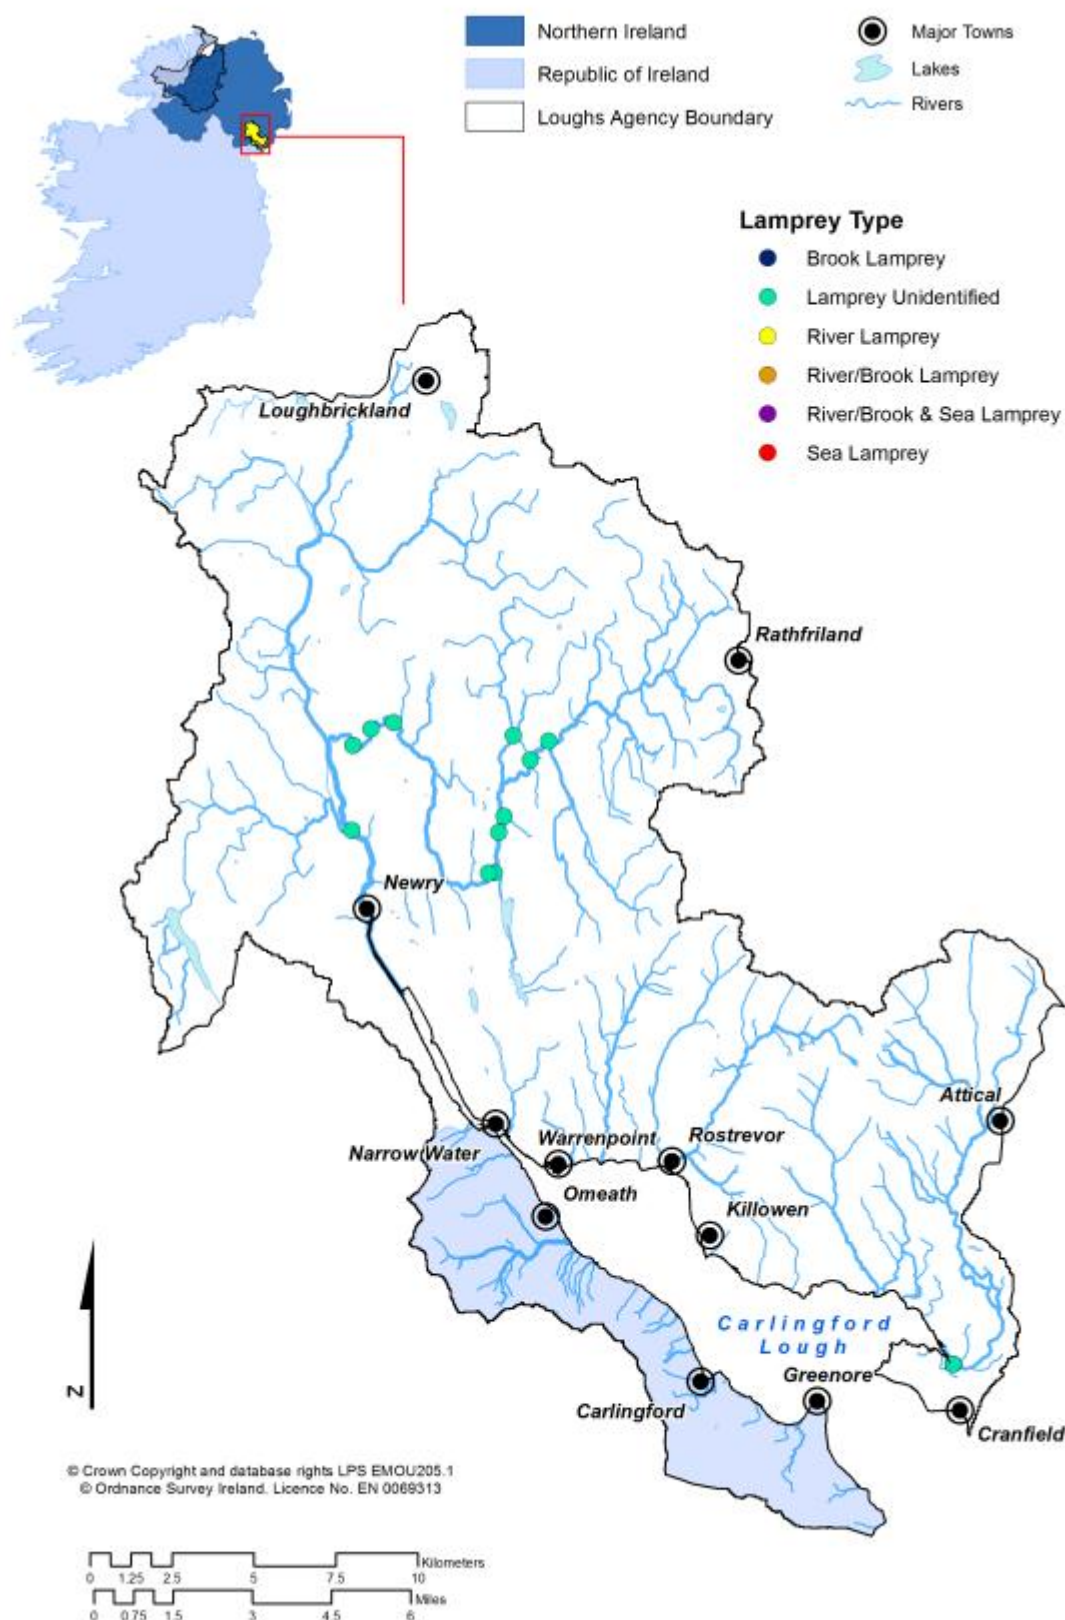 Northern Ireland
Republic of Ireland
Loughs Agency Boundary
Major Towns
Lakes
Rivers
Lamprey Type
Brook Lamprey
Lamprey Unidentified
River Lamprey
River/Brook Lamprey
River/Brook & Sea Lamprey
Sea Lamprey
Loughbrickland
Rathfriland
Newry
Attical
Narrow Water
Warrenpoint
Rostrevor
Omeath
Killowen
Carlingford
Lough
Greenore
Carlingford
Cranfield
N
© Crown Copyright and database rights LPS EMOU205.1
© Ordnance Survey Ireland. Licence No. EN 0069313
Kilometers
0 1.25 2.5 5 7.5 10
Miles
0 0.75 1.5 3 4.5 6